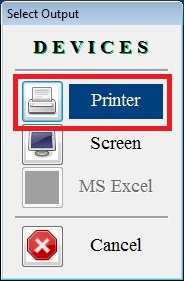 Select Output
DEVICES
Printer
Screen
MS Excel
Cancel